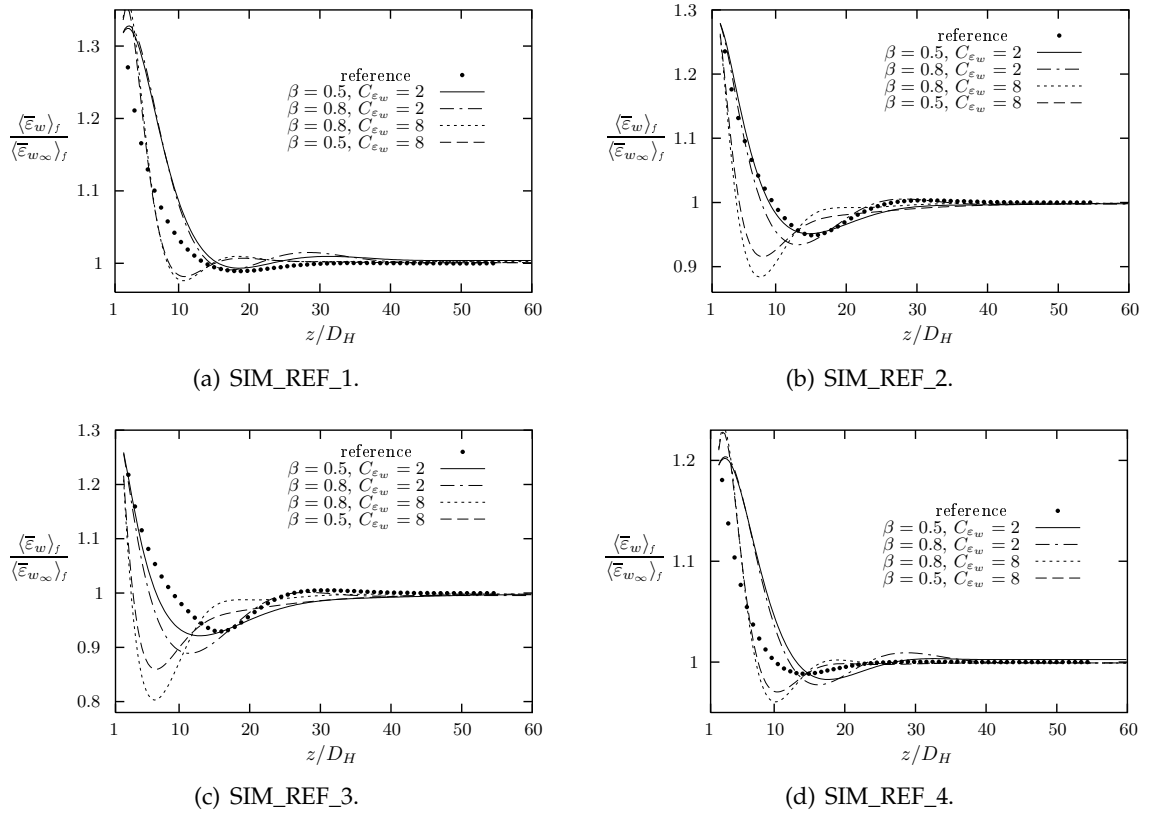 1.3
1.2
1.1
1
1 10 20 30 40 50 60
z/D_H
⟨ε̅_w⟩_f
⟨ε̅_w∞⟩_f
reference
β = 0.5, C_εw = 2
β = 0.8, C_εw = 2
β = 0.8, C_εw = 8
β = 0.5, C_εw = 8
(a) SIM_REF_1.
1.3
1.2
1.1
1
0.9
1 10 20 30 40 50 60
z/D_H
⟨ε̅_w⟩_f
⟨ε̅_w∞⟩_f
reference
β = 0.5, C_εw = 2
β = 0.8, C_εw = 2
β = 0.8, C_εw = 8
β = 0.5, C_εw = 8
(b) SIM_REF_2.
1.3
1.2
1.1
1
0.9
0.8
1 10 20 30 40 50 60
z/D_H
⟨ε̅_w⟩_f
⟨ε̅_w∞⟩_f
reference
β = 0.5, C_εw = 2
β = 0.8, C_εw = 2
β = 0.8, C_εw = 8
β = 0.5, C_εw = 8
(c) SIM_REF_3.
1.2
1.1
1
1 10 20 30 40 50 60
z/D_H
⟨ε̅_w⟩_f
⟨ε̅_w∞⟩_f
reference
β = 0.5, C_εw = 2
β = 0.8, C_εw = 2
β = 0.8, C_εw = 8
β = 0.5, C_εw = 8
(d) SIM_REF_4.